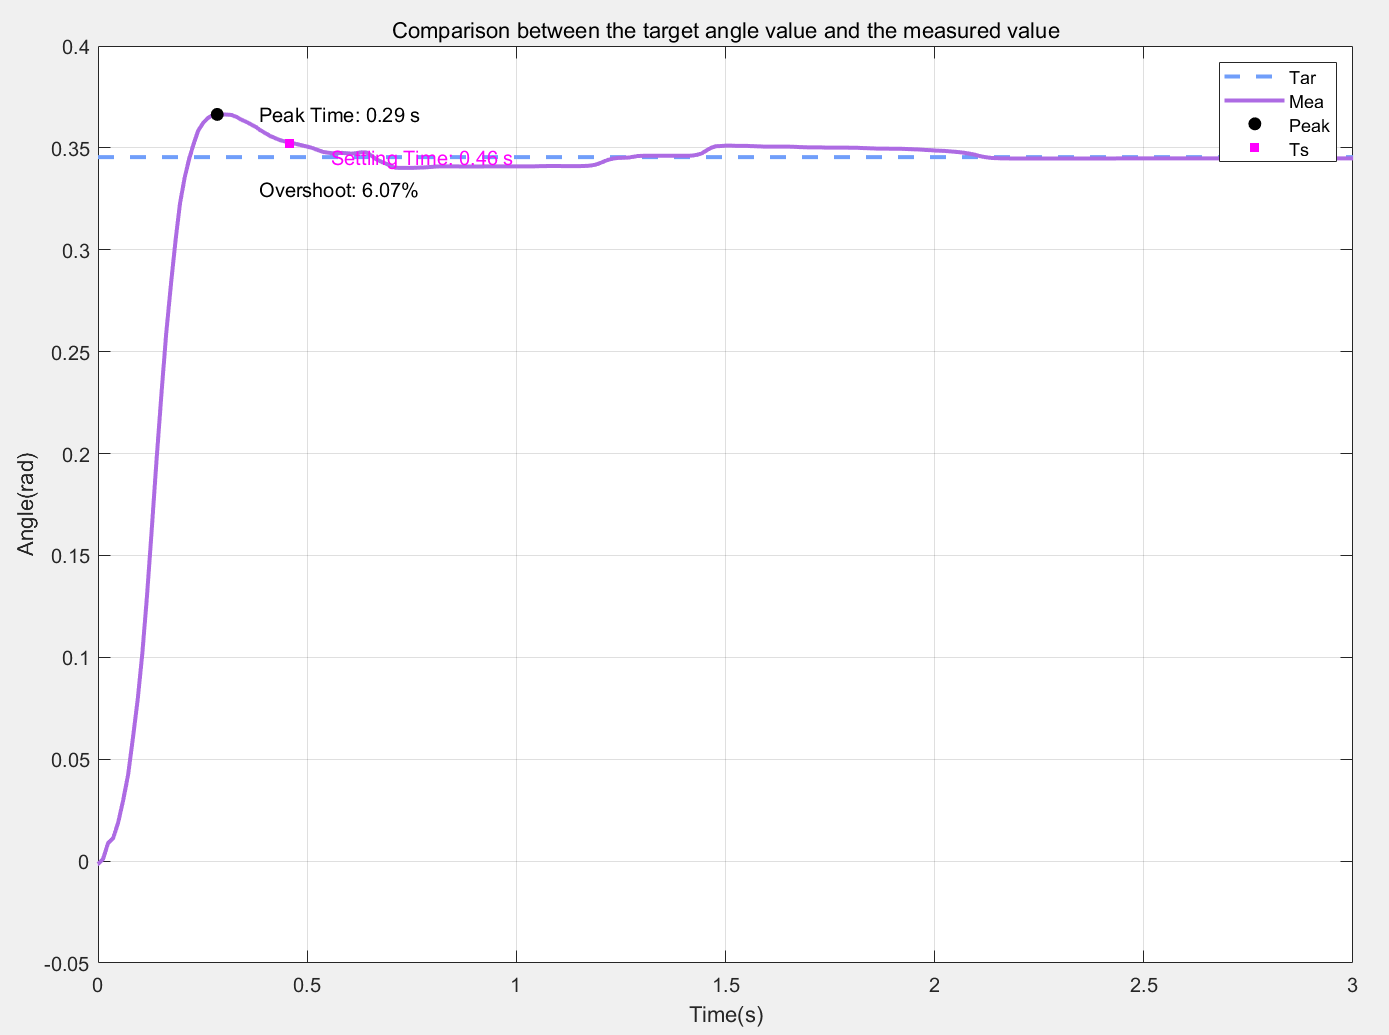 Comparison between the target angle value and the measured value
0.4
0.35
0.3
0.25
0.2
0.15
0.1
0.05
0
-0.05
Angle(rad)
Peak Time: 0.29 s
Settling Time: 0.46 s
Overshoot: 6.07%
Tar
Mea
Peak
Ts
0
0.5
1
1.5
2
2.5
3
Time(s)